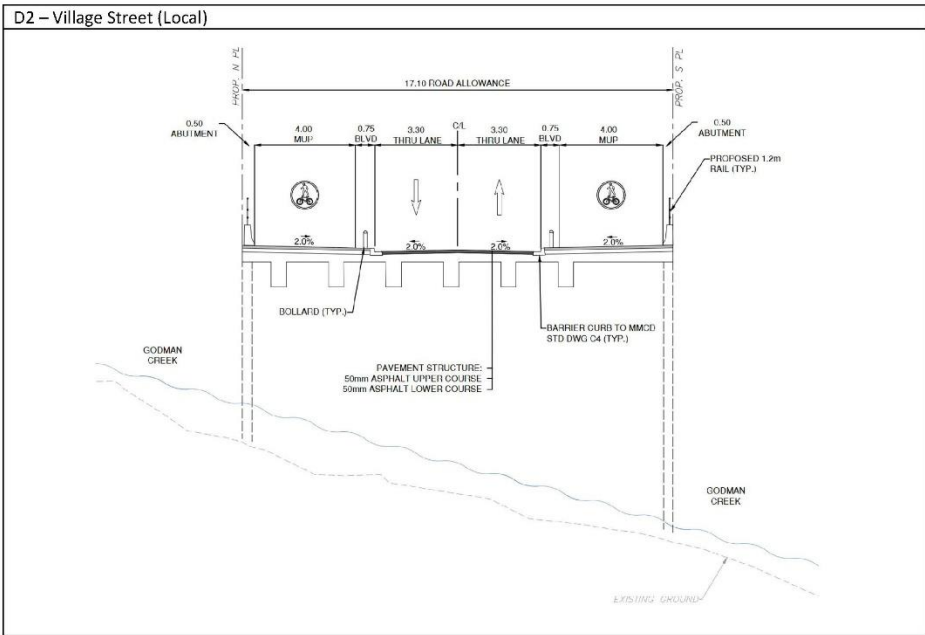 D2 – Village Street (Local)
PROP. N PL
PROP. S PL
17.10 ROAD ALLOWANCE
0.50
ABUTMENT
4.00
MUP
0.75
BLVD
3.30
THRU LANE
C/L
3.30
THRU LANE
0.75
BLVD
4.00
MUP
0.50
ABUTMENT
PROPOSED 1.2m
RAIL (TYP.)
2.0%
2.0%
2.0%
2.0%
BOLLARD (TYP.)
BARRIER CURB TO MMCD
STD DWG C4 (TYP.)
PAVEMENT STRUCTURE:
50mm ASPHALT UPPER COURSE
50mm ASPHALT LOWER COURSE
GODMAN
CREEK
GODMAN
CREEK
EXISTING GROUND